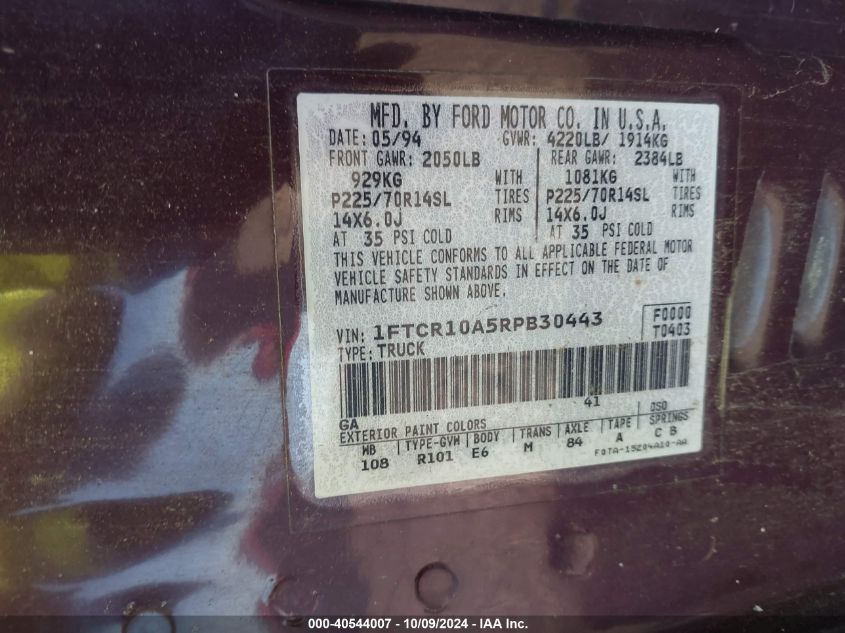 MFD. BY FORD MOTOR CO. IN U.S.A.
DATE: 05/94 GVWR: 4220LB/ 1914KG
FRONT GAWR: 2050LB REAR GAWR: 2384LB
929KG WITH 1081KG WITH
P225/70R14SL TIRES P225/70R14SL TIRES
14X6.0J RIMS 14X6.0J RIMS
AT 35 PSI COLD AT 35 PSI COLD
THIS VEHICLE CONFORMS TO ALL APPLICABLE FEDERAL MOTOR
VEHICLE SAFETY STANDARDS IN EFFECT ON THE DATE OF
MANUFACTURE SHOWN ABOVE.
VIN: 1FTCR10A5RPB30443 F0000
TYPE: TRUCK T0403
41
GA DSO
EXTERIOR PAINT COLORS
WB TYPE-GVW BODY TRANS AXLE TAPE SPRINGS
108 R101 E6 M 84 A C B
F0TA-15204A10-AA
000-40544007 - 10/09/2024 - IAA Inc.